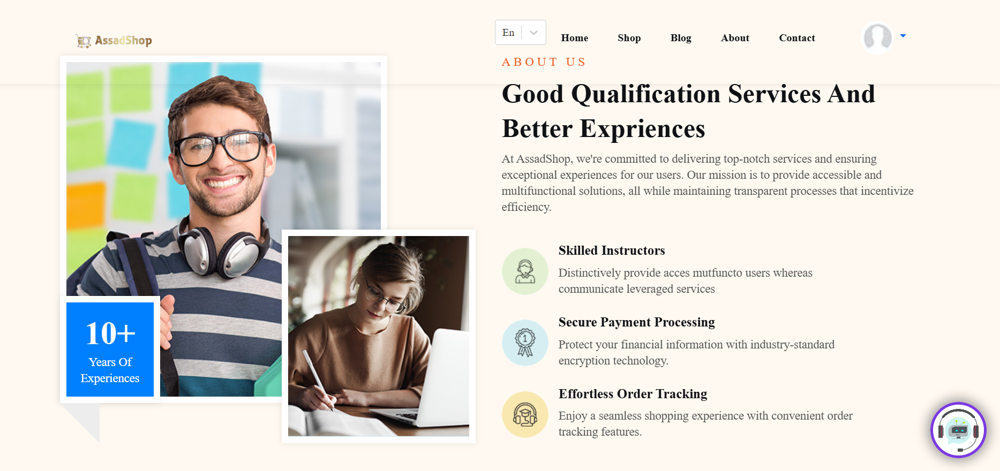 AssadShop
En
Home
Shop
Blog
About
Contact
ABOUT US
Good Qualification Services And
Better Expriences
At AssadShop, we're committed to delivering top-notch services and ensuring
exceptional experiences for our users. Our mission is to provide accessible and
multifunctional solutions, all while maintaining transparent processes that incentivize
efficiency.
Skilled Instructors
Distinctively provide acces mutfuncto users whereas
communicate leveraged services
1
Secure Payment Processing
Protect your financial information with industry-standard
encryption technology.
Effortless Order Tracking
Enjoy a seamless shopping experience with convenient order
tracking features.
10+
Years Of
Experiences